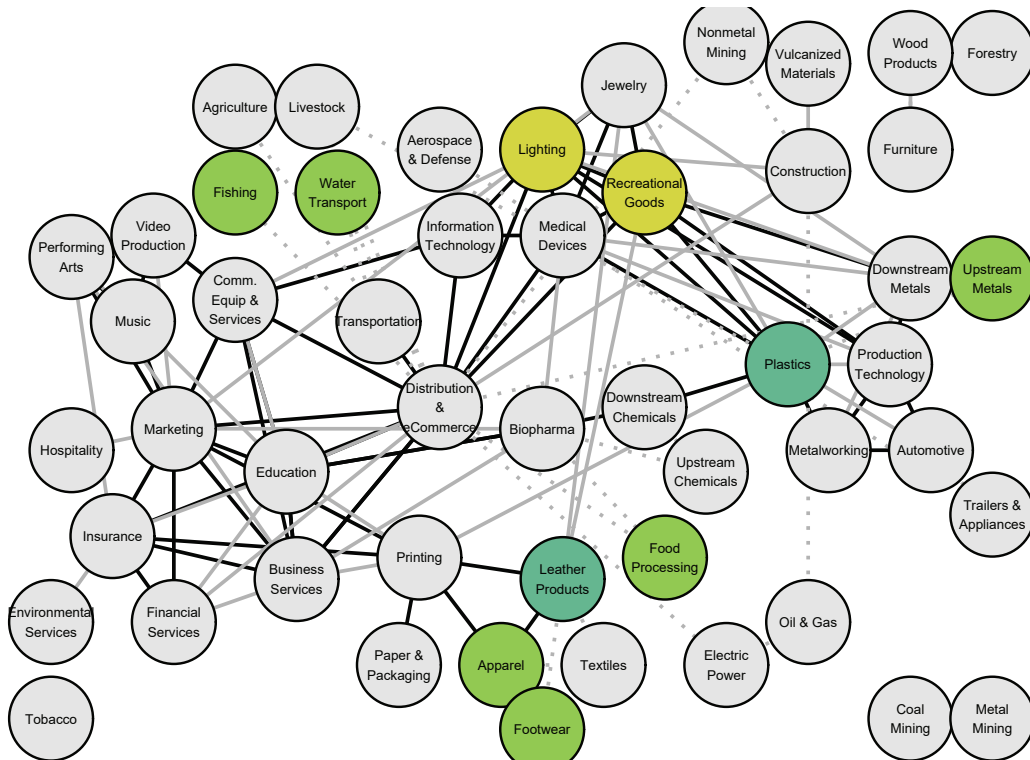 Nonmetal
Mining
Vulcanized
Materials
Wood
Products
Forestry
Jewelry
Agriculture
Livestock
Aerospace
& Defense
Lighting
Construction
Furniture
Fishing
Water
Transport
Recreational
Goods
Video
Production
Performing
Arts
Information
Technology
Medical
Devices
Comm.
Equip &
Services
Downstream
Metals
Upstream
Metals
Music
Transportation
Plastics
Production
Technology
Distribution
&
eCommerce
Downstream
Chemicals
Marketing
Biopharma
Hospitality
Education
Upstream
Chemicals
Metalworking
Automotive
Trailers &
Appliances
Insurance
Printing
Food
Processing
Business
Services
Leather
Products
Environmental
Services
Financial
Services
Oil & Gas
Paper &
Packaging
Apparel
Textiles
Electric
Power
Tobacco
Footwear
Coal
Mining
Metal
Mining